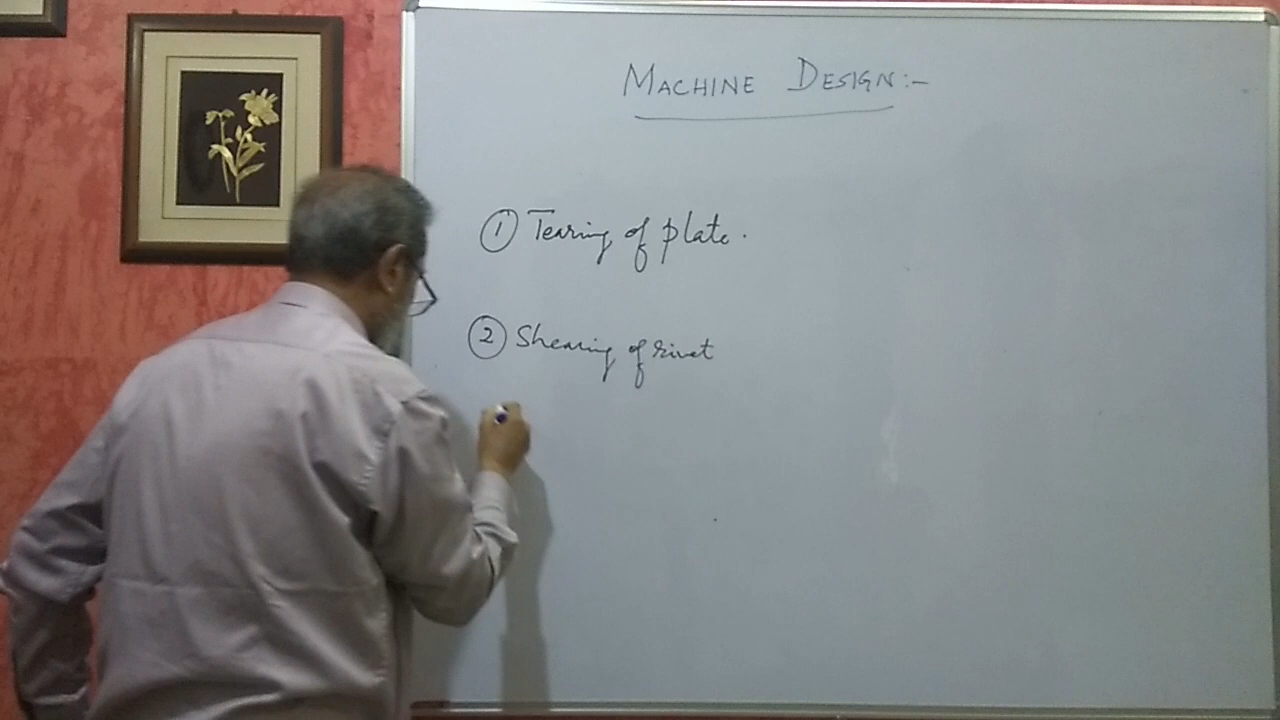 MACHINE DESIGN:-
① Tearing of plate.
② Shearing of rivet